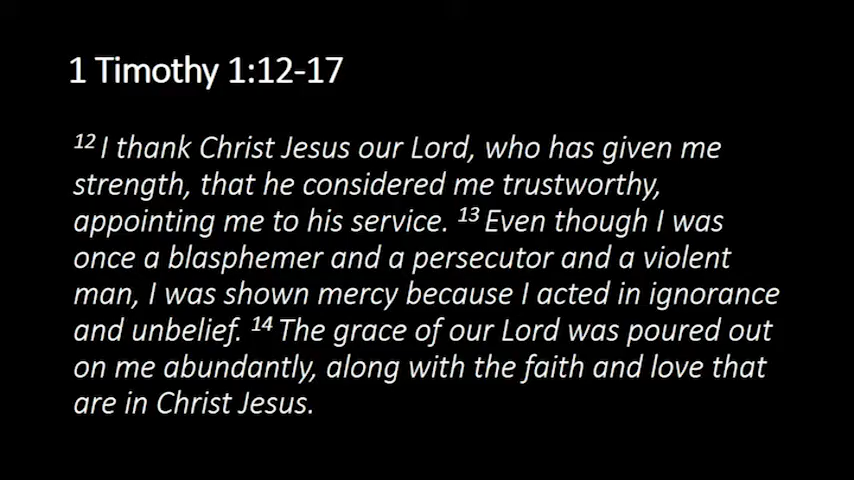 1 Timothy 1:12-17
12 I thank Christ Jesus our Lord, who has given me
strength, that he considered me trustworthy,
appointing me to his service. 13 Even though I was
once a blasphemer and a persecutor and a violent
man, I was shown mercy because I acted in ignorance
and unbelief. 14 The grace of our Lord was poured out
on me abundantly, along with the faith and love that
are in Christ Jesus.